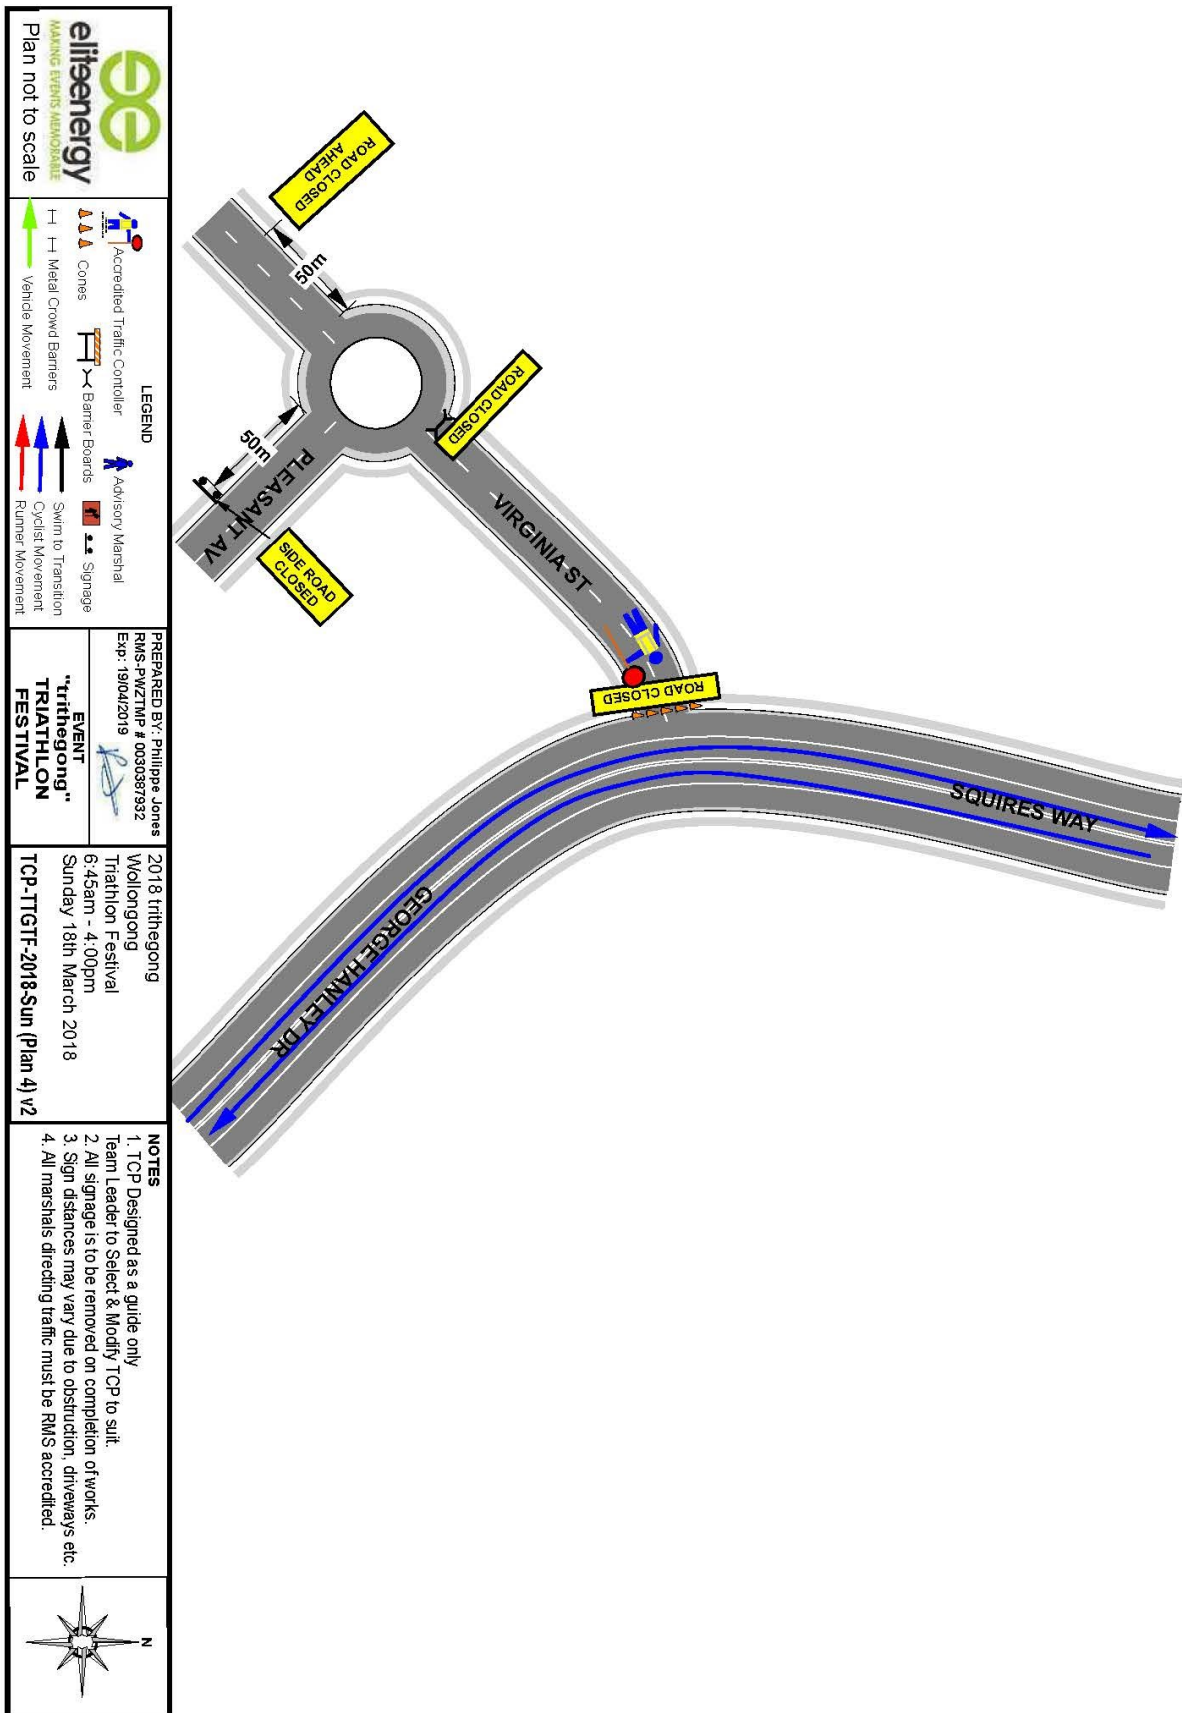 ROAD CLOSED
AHEAD
50m
ROAD CLOSED
50m
PLEASANT AV
SIDE ROAD
CLOSED
VIRGINIA ST
ROAD CLOSED
SQUIRES WAY
GEORGE HANLEY DR
eliteenergy
MAKING EVENTS MEMORABLE
Plan not to scale
LEGEND
Accredited Traffic Contoller
Advisory Marshal
Cones
Barrier Boards
Signage
Metal Crowd Barriers
Swim to Transition
Cyclist Movement
Vehicle Movement
Runner Movement
PREPARED BY: Philippe Jones
RMS-PWZTMP # 0030387932
Exp: 19/04/2019
EVENT
"trithegong"
TRIATHLON
FESTIVAL
2018 trithegong
Wollongong
Triathlon Festival
6:45am - 4:00pm
Sunday 18th March 2018
TCP-TTGTF-2018-Sun (Plan 4) v2
NOTES
1. TCP Designed as a guide only
Team Leader to Select & Modify TCP to suit.
2. All signage is to be removed on completion of works.
3. Sign distances may vary due to obstruction, driveways etc.
4. All marshals directing traffic must be RMS accredited.
N